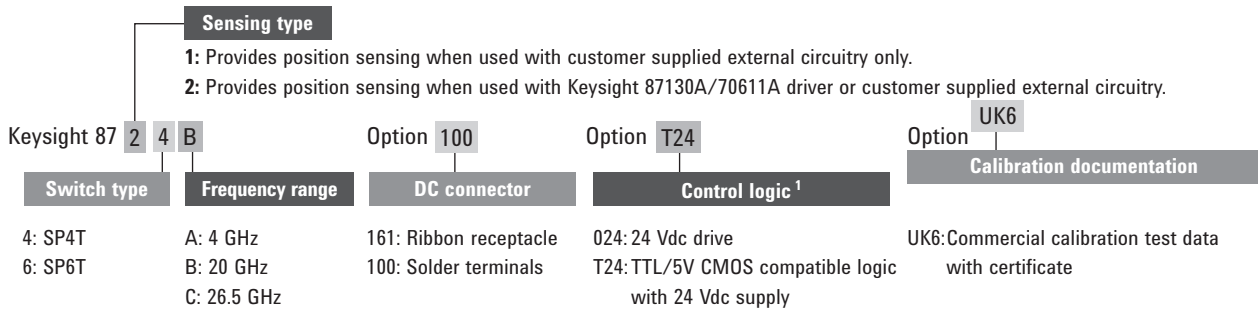 Sensing type
1: Provides position sensing when used with customer supplied external circuitry only.
2: Provides position sensing when used with Keysight 87130A/70611A driver or customer supplied external circuitry.
Keysight 87 2 4 B Option 100 Option T24 Option UK6
Switch type Frequency range DC connector Control logic 1 Calibration documentation
4: SP4T A: 4 GHz 161: Ribbon receptacle 024: 24 Vdc drive UK6:Commercial calibration test data
6: SP6T B: 20 GHz 100: Solder terminals T24: TTL/5V CMOS compatible logic with certificate
C: 26.5 GHz with 24 Vdc supply